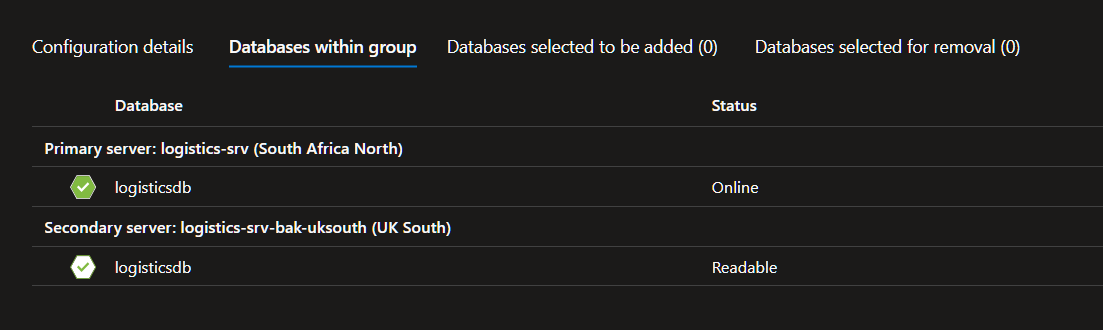 Configuration details Databases within group Databases selected to be added (0) Databases selected for removal (0)
Database Status
Primary server: logistics-srv (South Africa North)
logisticsdb Online
Secondary server: logistics-srv-bak-uksouth (UK South)
logisticsdb Readable